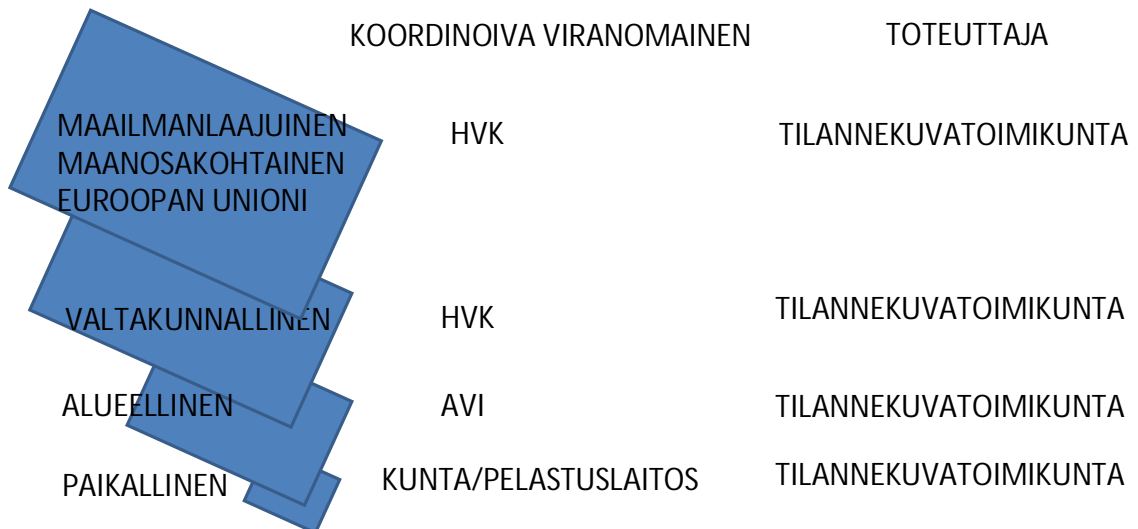 KOORDINOIVA VIRANOMAINEN TOTEUTTAJA
MAAILMANLAAJUINEN HVK TILANNEKUVATOIMIKUNTA
MAANOSAKOHTAINEN
EUROOPAN UNIONI
VALTAKUNNALLINEN HVK TILANNEKUVATOIMIKUNTA
ALUEELLINEN AVI TILANNEKUVATOIMIKUNTA
PAIKALLINEN KUNTA/PELASTUSLAITOS TILANNEKUVATOIMIKUNTA